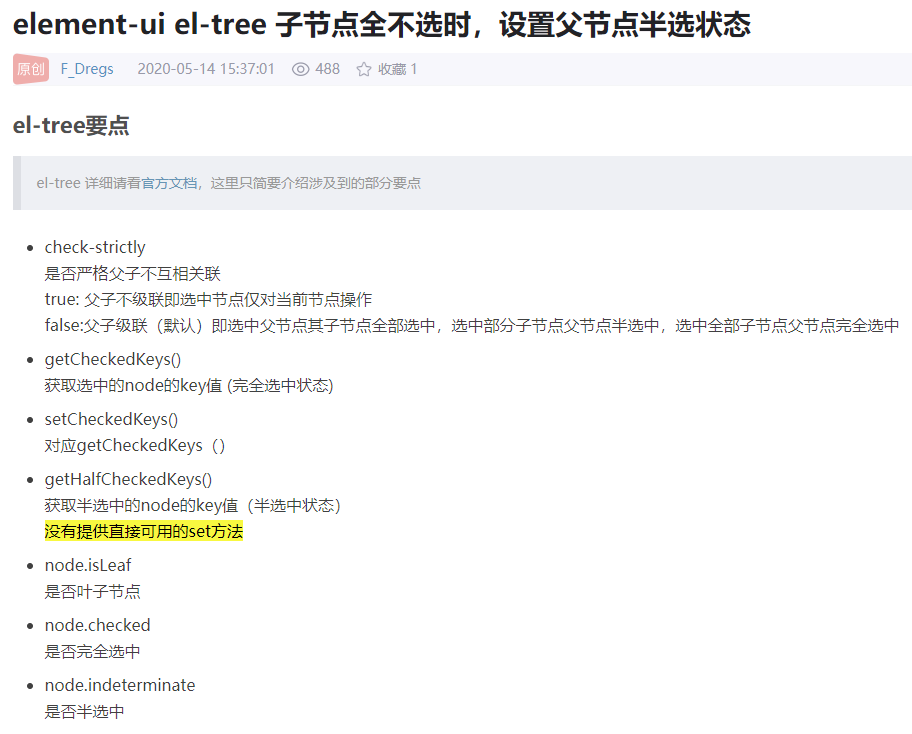 element-ui el-tree 子节点全不选时，设置父节点半选状态
原创 F_Dregs 2020-05-14 15:37:01 488 收藏 1
el-tree要点
el-tree 详细请看官方文档，这里只简要介绍涉及到的部分要点
check-strictly
是否严格父子不互相关联
true: 父子不级联即选中节点仅对当前节点操作
false:父子级联（默认）即选中父节点其子节点全部选中，选中部分子节点父节点半选中，选中全部子节点父节点完全选中
getCheckedKeys()
获取选中的node的key值 (完全选中状态)
setCheckedKeys()
对应getCheckedKeys（）
getHalfCheckedKeys()
获取半选中的node的key值（半选中状态）
没有提供直接可用的set方法
node.isLeaf
是否叶子节点
node.checked
是否完全选中
node.indeterminate
是否半选中